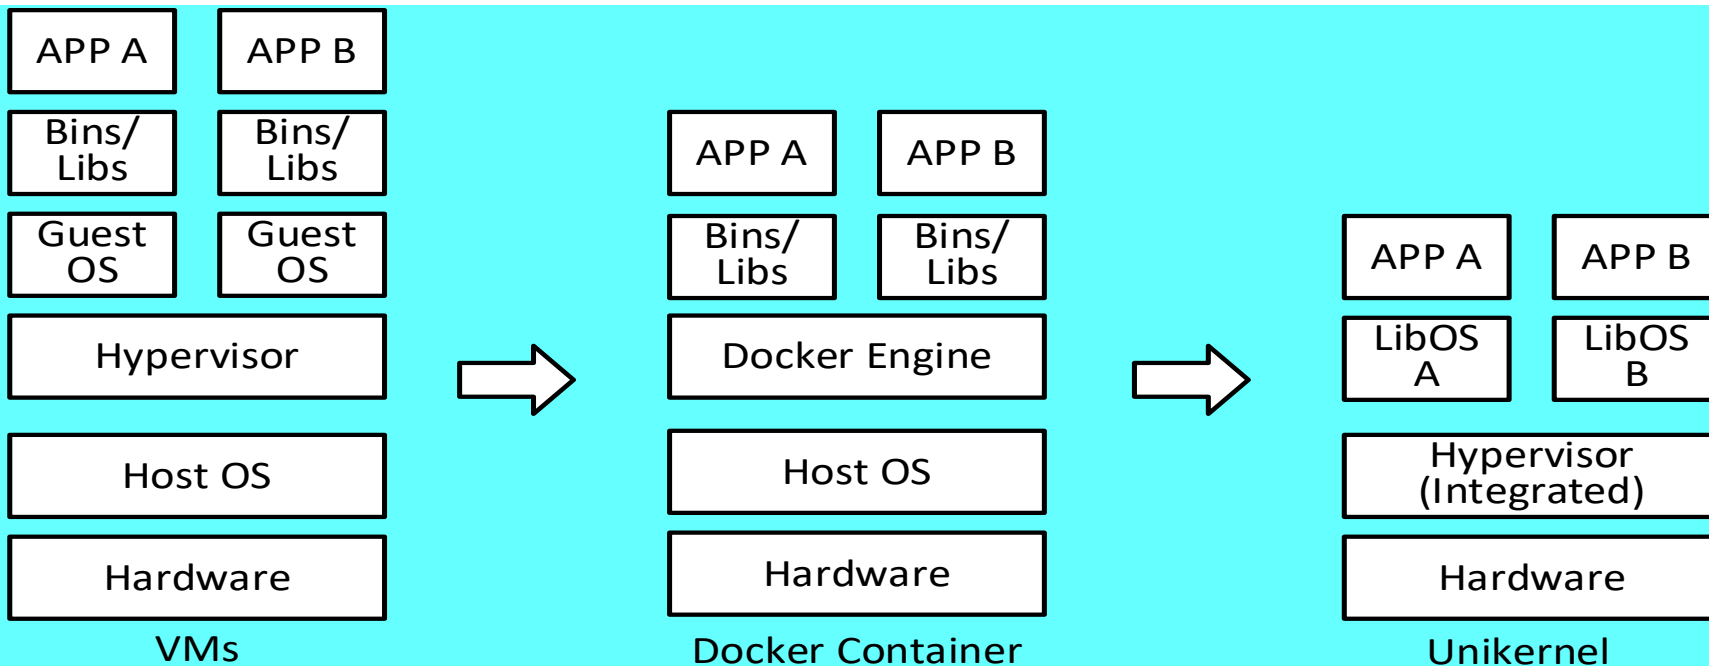 APP A
APP B
Bins/
Libs
Bins/
Libs
Guest
OS
Guest
OS
Hypervisor
Host OS
Hardware
VMs
APP A
APP B
Bins/
Libs
Bins/
Libs
Docker Engine
Host OS
Hardware
Docker Container
APP A
APP B
LibOS
A
LibOS
B
Hypervisor
(Integrated)
Hardware
Unikernel